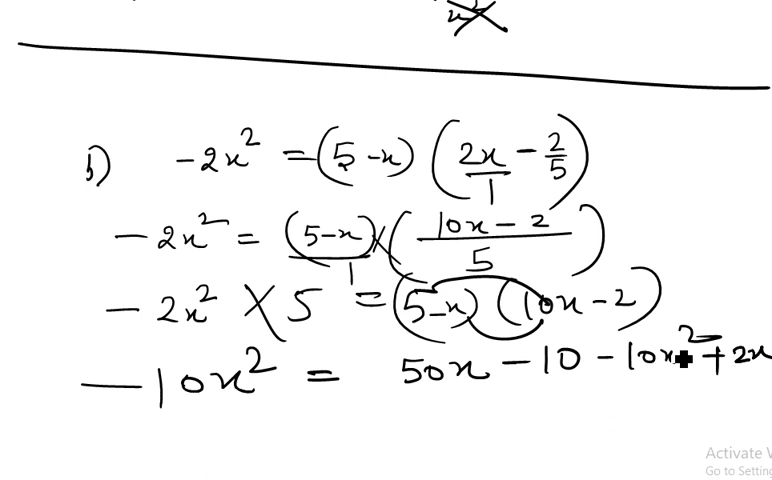 b) -2x² = (5-x) (2x/1 - 2/5)
-2x² = (5-x)/1 × (10x-2/5)
-2x² × 5 = (5-x) (10x-2)
-10x² = 50x - 10 - 10x² + 2x
Activate
Go to Setting